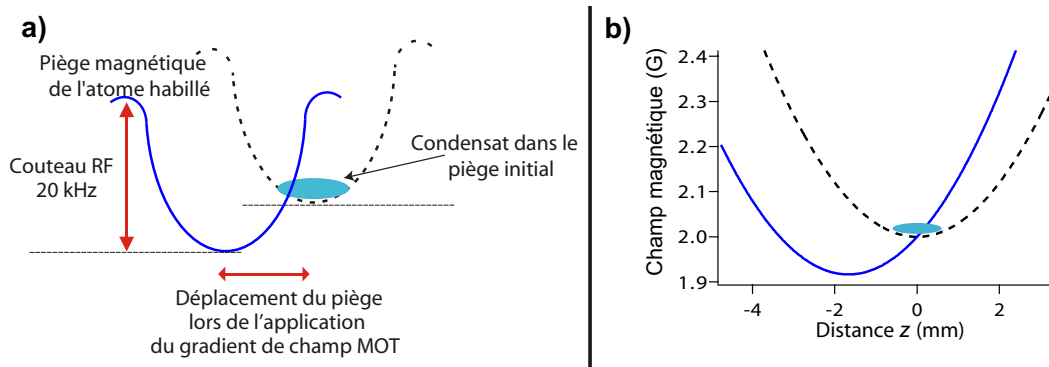 a)
Piège magnétique
de l'atome habillé
Couteau RF
20 kHz
Condensat dans le
piège initial
Déplacement du piège
lors de l'application
du gradient de champ MOT
b)
Champ magnétique (G)
2.4
2.3
2.2
2.1
2.0
1.9
-4
-2
0
2
Distance z (mm)